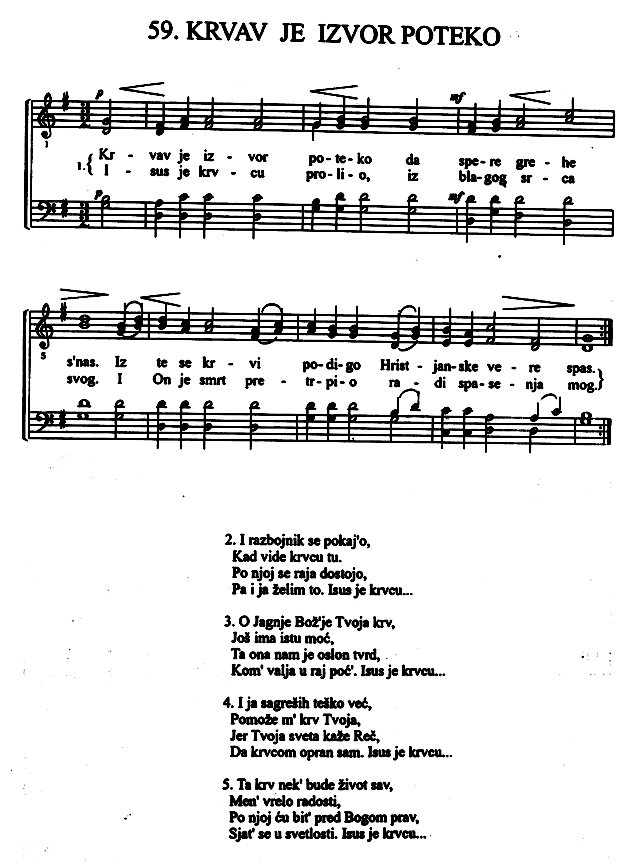 59. KRVAV JE IZVOR POTEKO
p mf
1
1. { Kr - vav je iz - vor po - te - ko da spe - re gre - he
I - sus je krv - cu pro - li - o, iz bla - gog sr - ca
p mf
5
s'nas. Iz te se kr - vi po - di - go Hrist - jan - ske ve - re spas.
svog. I On je smrt pre - tr - pi - o ra - di spa - se - nja mog. }
2. I razbojnik se pokaj'o,
Kad vide krvcu tu.
Po njoj se raja dostojo,
Pa i ja želim to. Isus je krvcu...
3. O Jagnje Bož'je Tvoja krv,
Još ima istu moć,
Ta ona nam je oslon tvrd,
Kom' valja u raj poć'. Isus je krvcu...
4. I ja sagreših teško već,
Pomože m' krv Tvoja,
Jer Tvoja sveta kaže Reč,
Da krvcom opran sam. Isus je krvcu...
5. Ta krv nek' bude život sav,
Men' vrelo radosti,
Po njoj ću bit' pred Bogom prav,
Sjat' se u svetlosti. Isus je krvcu...